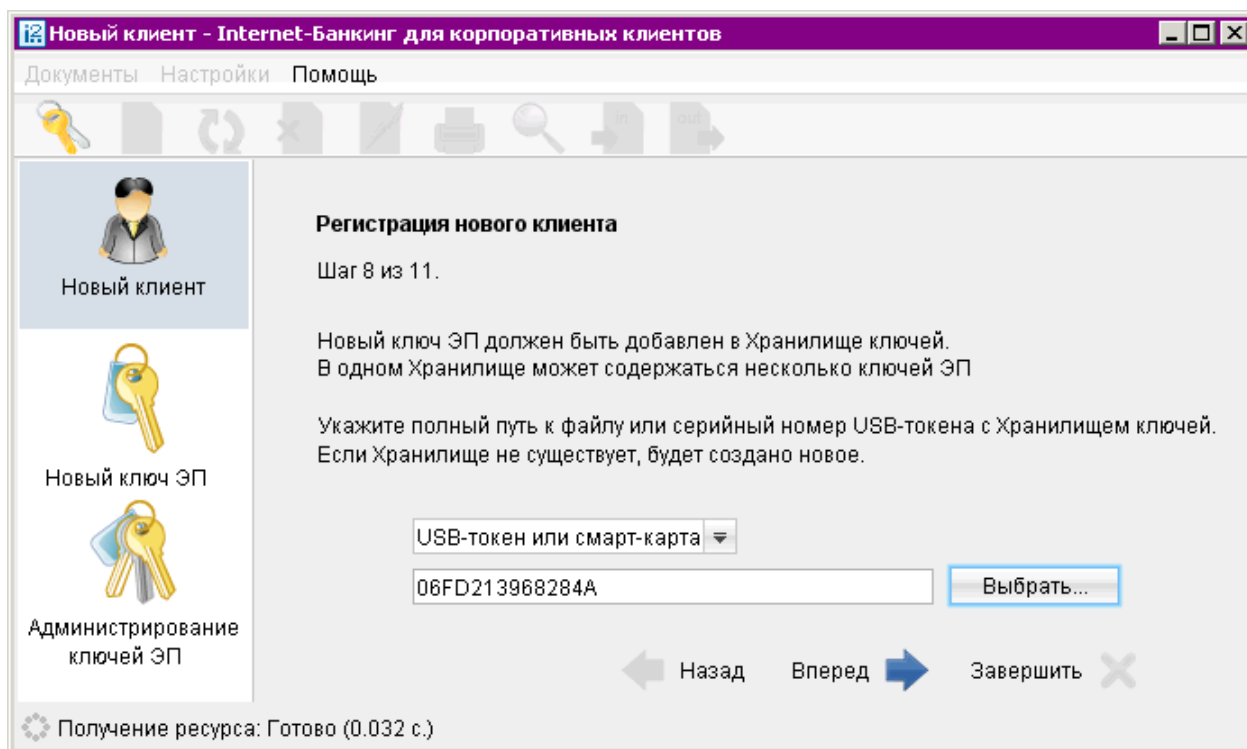 Новый клиент - Internet-Банкинг для корпоративных клиентов
Документы Настройки Помощь
in out
Новый клиент
Новый ключ ЭП
Администрирование
ключей ЭП
Регистрация нового клиента
Шаг 8 из 11.
Новый ключ ЭП должен быть добавлен в Хранилище ключей.
В одном Хранилище может содержаться несколько ключей ЭП
Укажите полный путь к файлу или серийный номер USB-токена с Хранилищем ключей.
Если Хранилище не существует, будет создано новое.
USB-токен или смарт-карта
06FD213968284A Выбрать...
Назад Вперед Завершить
Получение ресурса: Готово (0.032 с.)